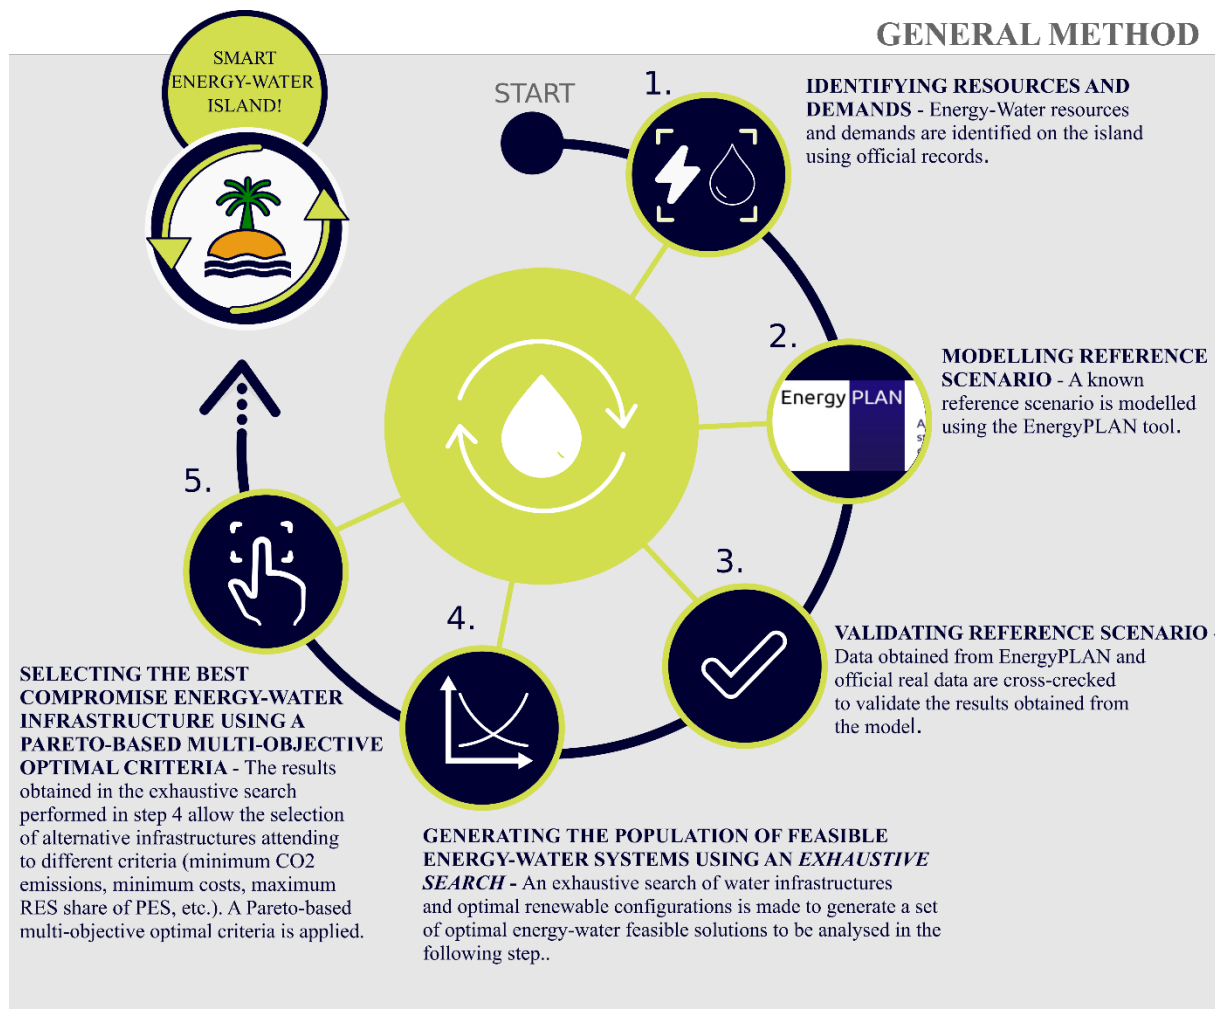 GENERAL METHOD
SMART
ENERGY-WATER
ISLAND!
START
1.
IDENTIFYING RESOURCES AND
DEMANDS - Energy-Water resources
and demands are identified on the island
using official records.
2.
Energy PLAN
A
MODELLING REFERENCE
SCENARIO - A known
reference scenario is modelled
using the EnergyPLAN tool.
3.
VALIDATING REFERENCE SCENARIO -
Data obtained from EnergyPLAN and
official real data are cross-crecked
to validate the results obtained from
the model.
4.
GENERATING THE POPULATION OF FEASIBLE
ENERGY-WATER SYSTEMS USING AN EXHAUSTIVE
SEARCH - An exhaustive search of water infrastructures
and optimal renewable configurations is made to generate a set
of optimal energy-water feasible solutions to be analysed in the
following step..
5.
SELECTING THE BEST
COMPROMISE ENERGY-WATER
INFRASTRUCTURE USING A
PARETO-BASED MULTI-OBJECTIVE
OPTIMAL CRITERIA - The results
obtained in the exhaustive search
performed in step 4 allow the selection
of alternative infrastructures attending
to different criteria (minimum CO2
emissions, minimum costs, maximum
RES share of PES, etc.). A Pareto-based
multi-objective optimal criteria is applied.